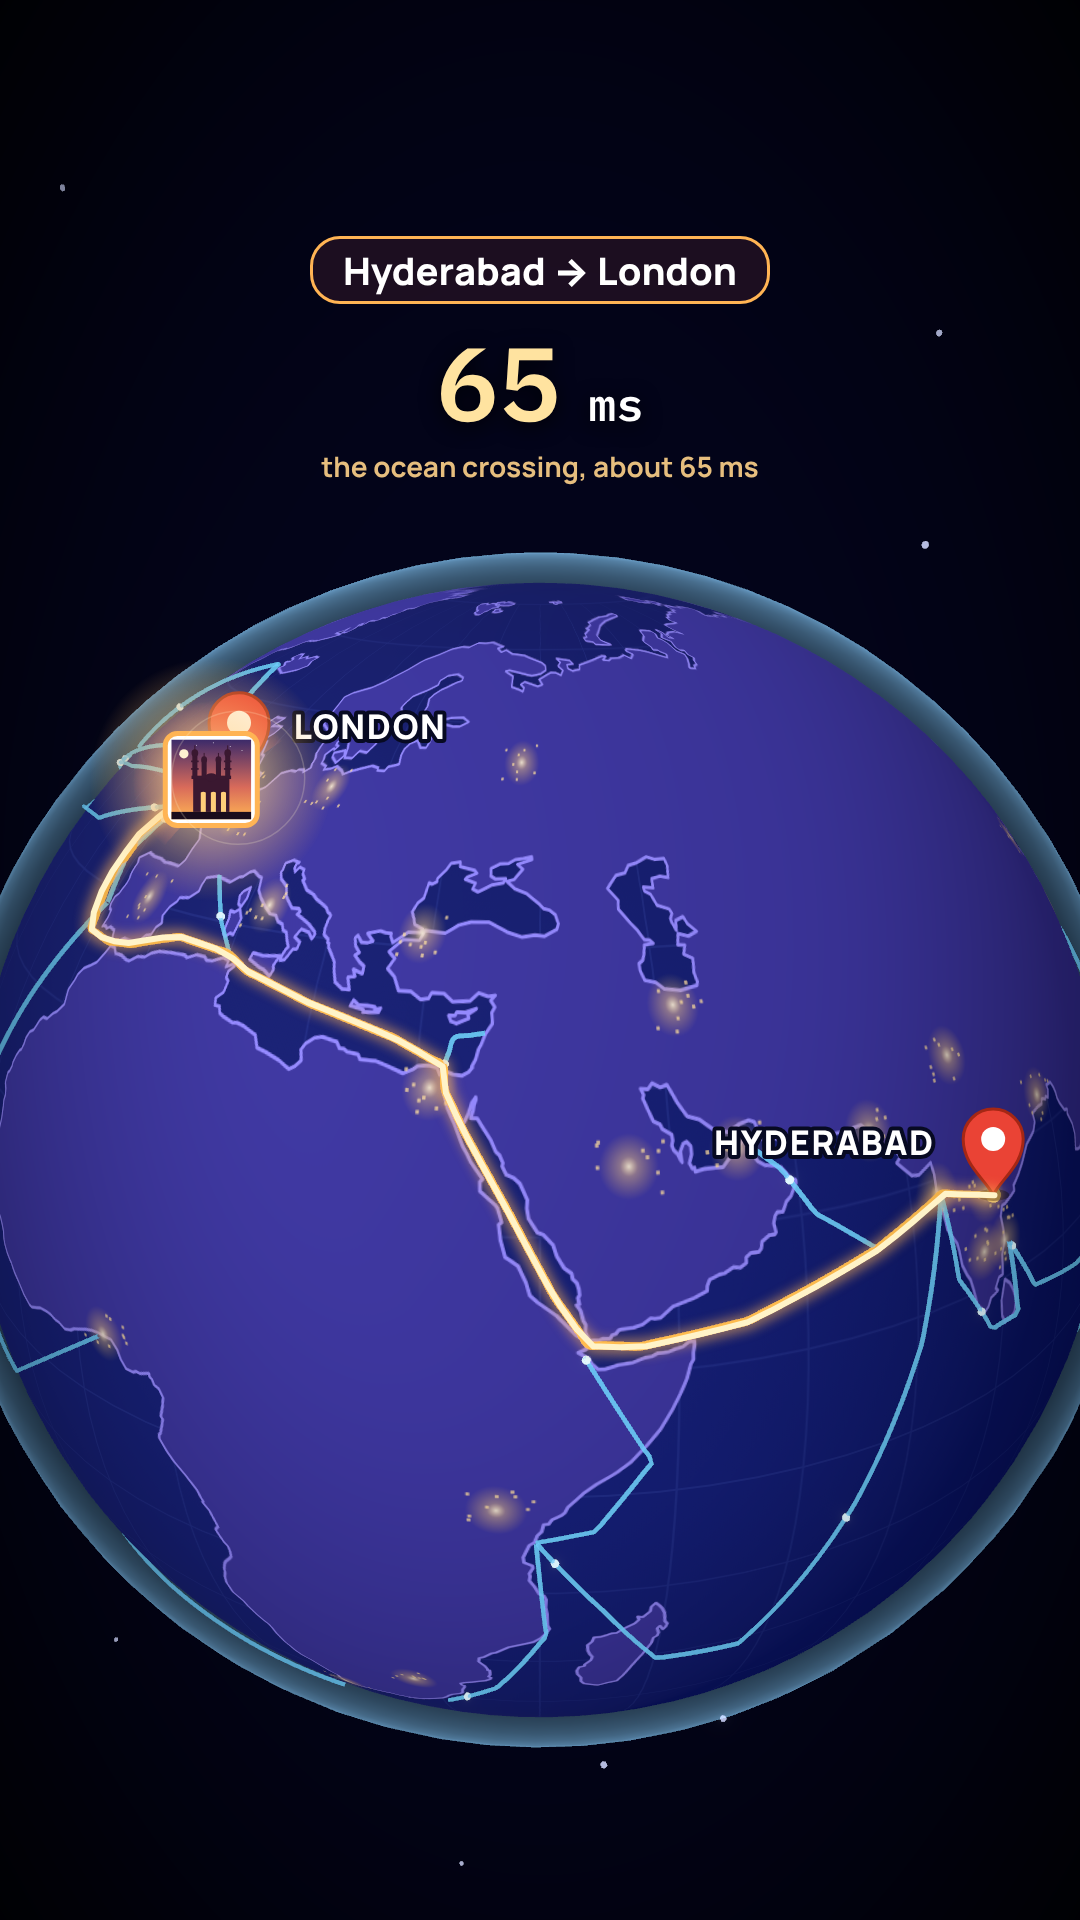 Hyderabad → London
65 ms
the ocean crossing, about 65 ms
LONDON
HYDERABAD